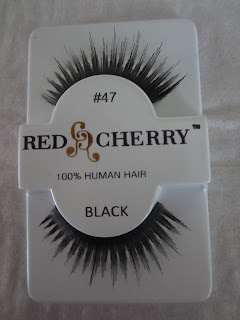 #47
RED CHERRY™
100% HUMAN HAIR
BLACK